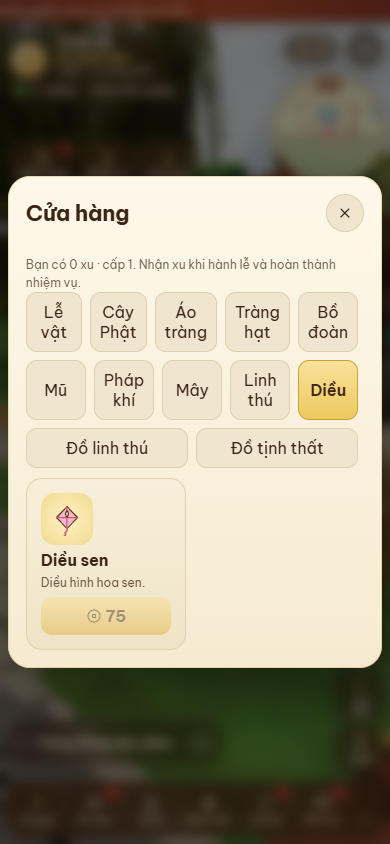 Cửa hàng
Bạn có 0 xu · cấp 1. Nhận xu khi hành lễ và hoàn thành
nhiệm vụ.
Lễ
vật
Cây
Phật
Áo
tràng
Tràng
hạt
Bồ
đoàn
Mũ
Pháp
khí
Mây
Linh
thú
Diều
Đồ linh thú
Đồ tịnh thất
Diều sen
Diều hình hoa sen.
75